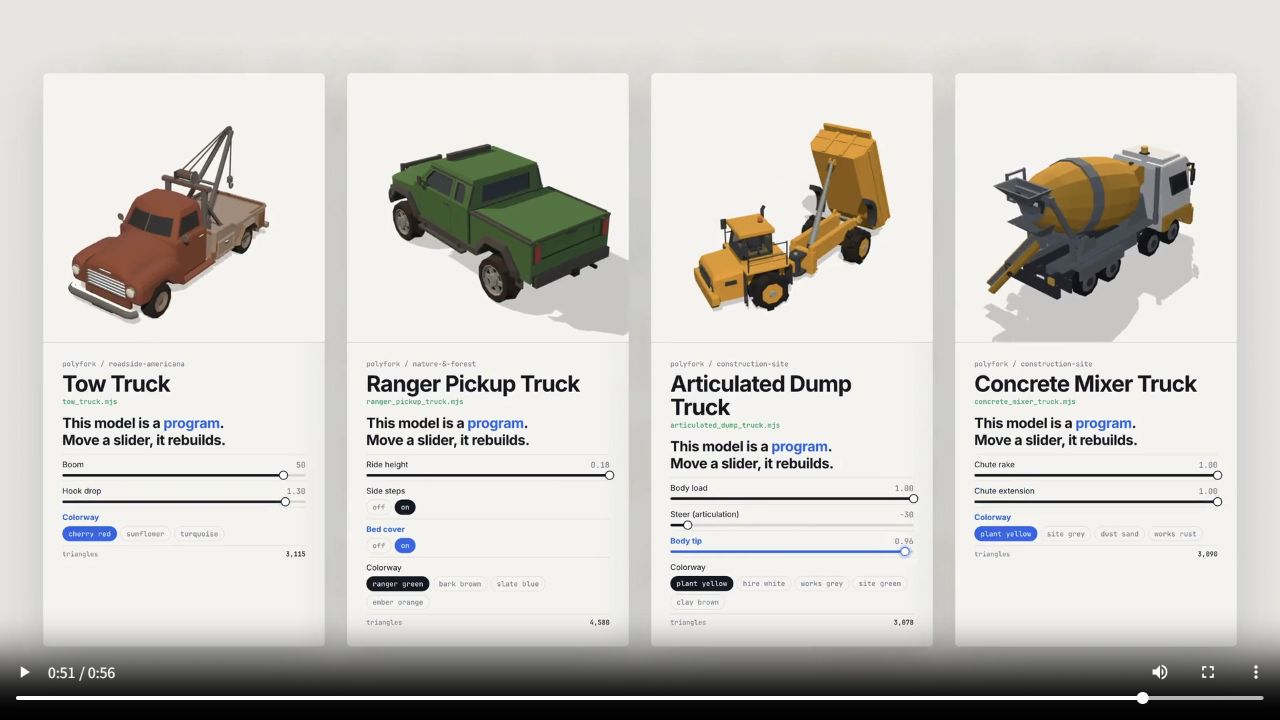 polyfork / roadside-americana
Tow Truck
tow_truck.mjs
This model is a program.
Move a slider, it rebuilds.
Boom 50
Hook drop 1.30
Colorway
cherry red sunflower turquoise
triangles 3,115
polyfork / nature-&-forest
Ranger Pickup Truck
ranger_pickup_truck.mjs
This model is a program.
Move a slider, it rebuilds.
Ride height 0.18
Side steps
off on
Bed cover
off on
Colorway
ranger green bark brown slate blue
ember orange
triangles 4,580
polyfork / construction-site
Articulated Dump
Truck
articulated_dump_truck.mjs
This model is a program.
Move a slider, it rebuilds.
Body load 1.00
Steer (articulation) -30
Body tip 0.96
Colorway
plant yellow hire white works grey site green
clay brown
triangles 3,078
polyfork / construction-site
Concrete Mixer Truck
concrete_mixer_truck.mjs
This model is a program.
Move a slider, it rebuilds.
Chute rake 1.00
Chute extension 1.00
Colorway
plant yellow site grey dust sand works rust
triangles 3,090
0:51 / 0:56